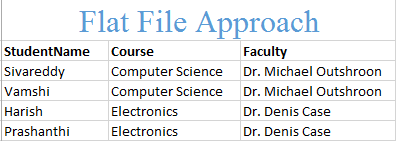 Flat File Approach
StudentName Course Faculty
Sivareddy Computer Science Dr. Michael Outshroon
Vamshi Computer Science Dr. Michael Outshroon
Harish Electronics Dr. Denis Case
Prashanthi Electronics Dr. Denis Case